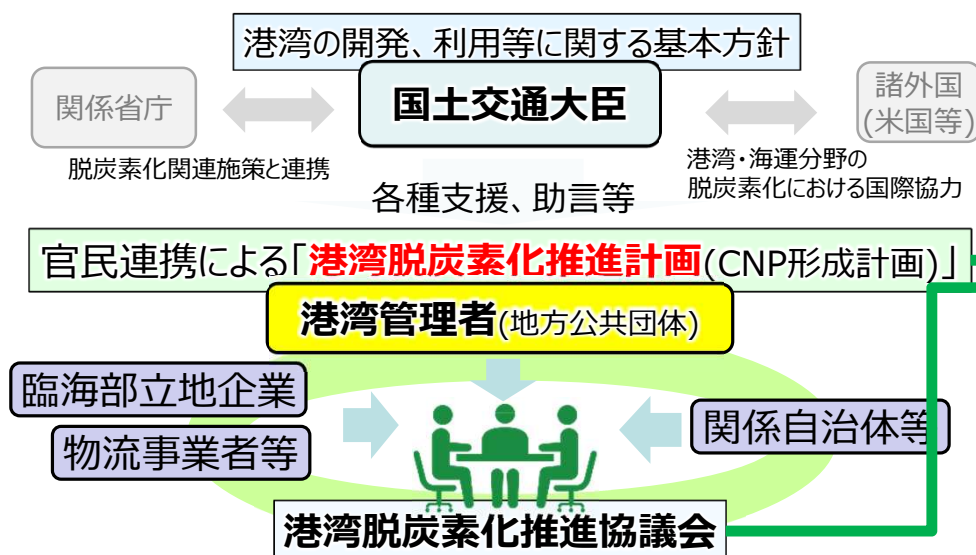 港湾の開発、利用等に関する基本方針
関係省庁
国土交通大臣
諸外国
(米国等)
脱炭素化関連施策と連携
港湾・海運分野の
脱炭素化における国際協力
各種支援、助言等
官民連携による「港湾脱炭素化推進計画(CNP形成計画)」
港湾管理者(地方公共団体)
臨海部立地企業
物流事業者等
関係自治体等
港湾脱炭素化推進協議会